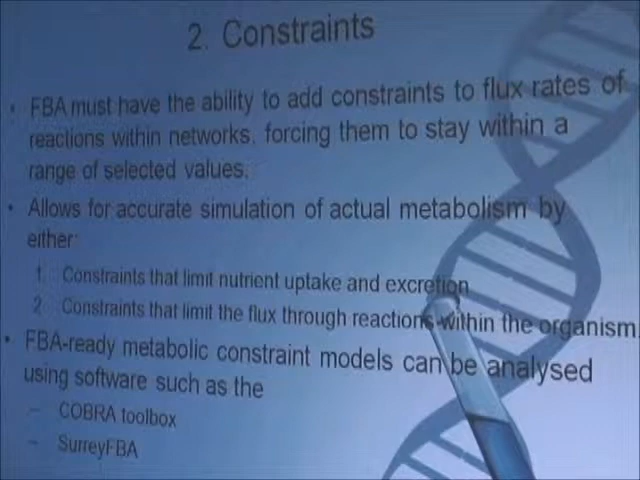 2. Constraints
• FBA must have the ability to add constraints to flux rates of
reactions within networks, forcing them to stay within a
range of selected values.
• Allows for accurate simulation of actual metabolism by
either:
1. Constraints that limit nutrient uptake and excretion
2. Constraints that limit the flux through reactions within the organism.
• FBA-ready metabolic constraint models can be analysed
using software such as the
– COBRA toolbox
– SurreyFBA